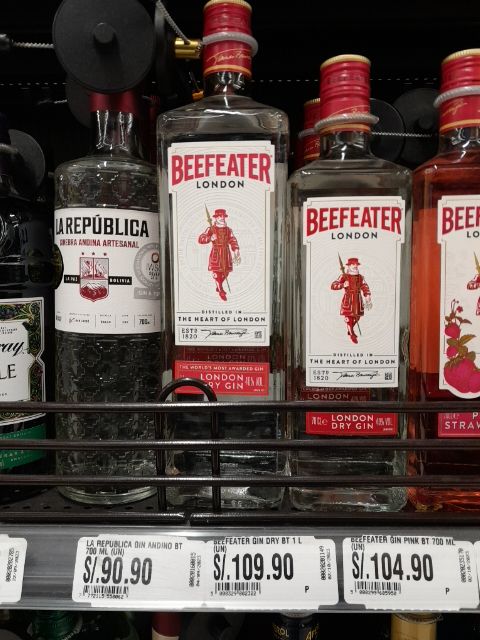 LA REPÚBLICA
GINEBRA ANDINA ARTESANAL
LA PAZ
BOLIVIA
BEEFEATER
LONDON
DISTILLED IN
THE HEART OF LONDON
ESTD
1820
THE WORLD'S MOST AWARDED GIN
LONDON
DRY GIN
BEEFEATER
LONDON
DISTILLED IN
THE HEART OF LONDON
ESTD
1820
LONDON
DRY GIN
BEEF
LON
STRAW
LA REPUBLICA GIN ANDINO BT
700 ML (UN)
S/.90.90
BEEFEATER GIN DRY BT 1 L
(UN)
S/.109.90
P
BEEFEATER GIN PINK BT 700 ML
(UN)
S/.104.90
P